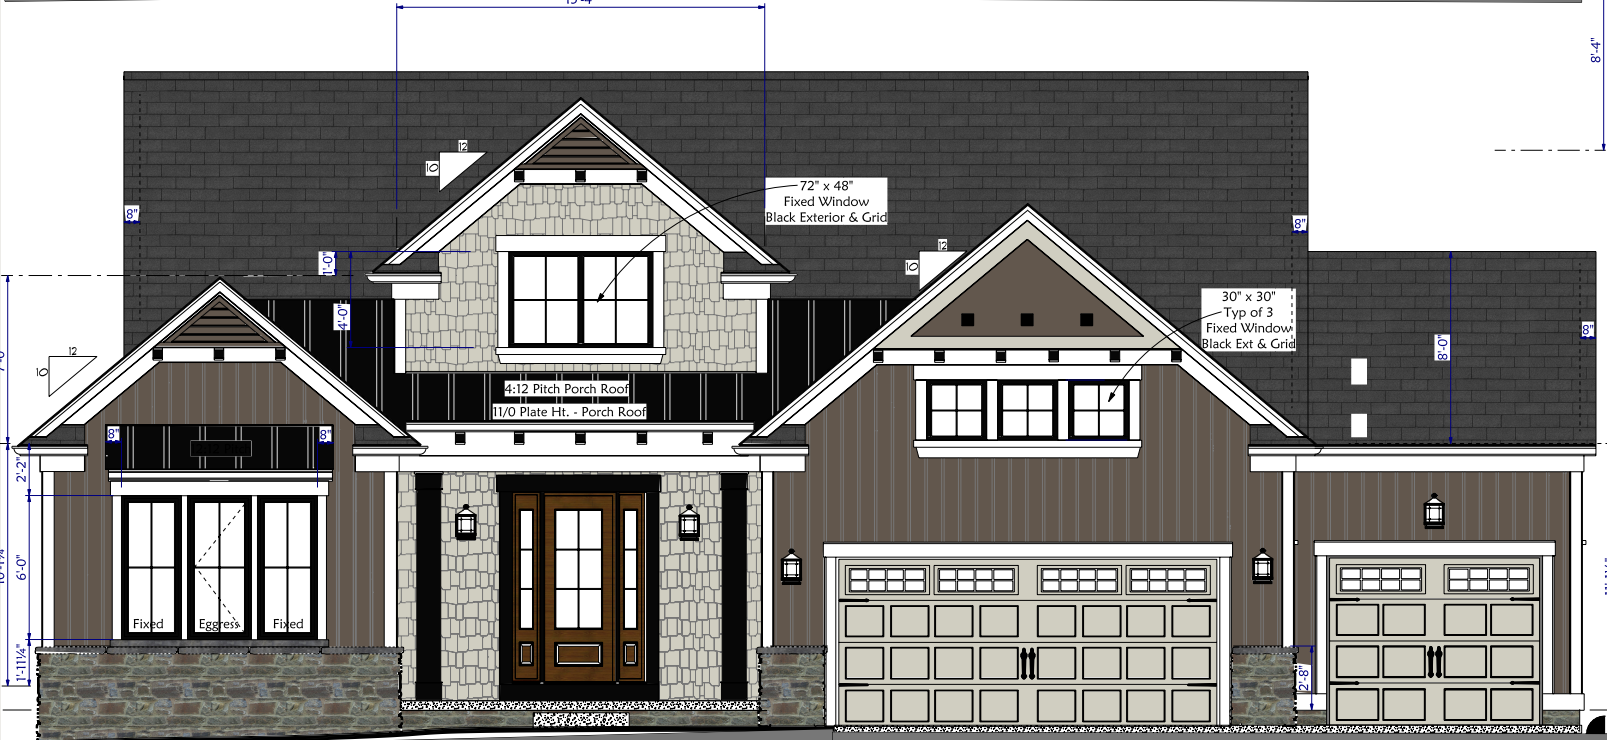 8'-4"
12
10
72" x 48"
Fixed Window
Black Exterior & Grid
8"
8"
1'-0"
12
10
30" x 30"
Typ of 3
Fixed Window
Black Ext & Grid
4'-0"
8"
8'-0"
12
10
4:12 Pitch Porch Roof
11/0 Plate Ht. - Porch Roof
8"
8"
2'-2"
6'-0"
Fixed
Eggress
Fixed
1'-11¼"
2'-8"